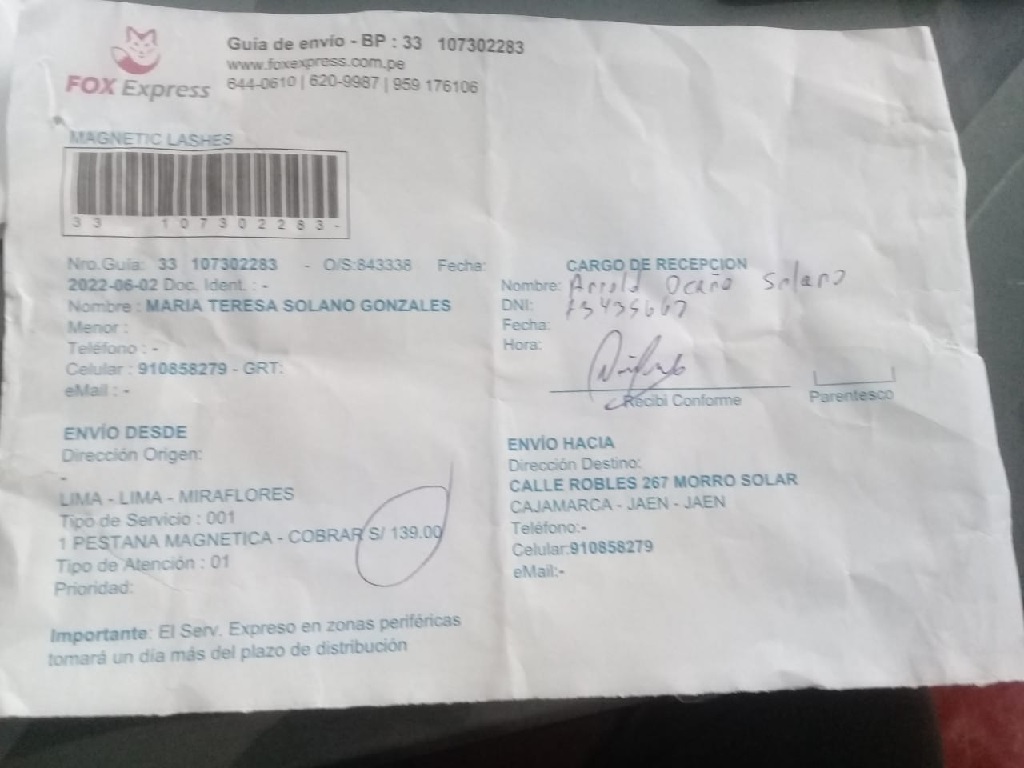 FOX Express
Guía de envío - BP : 33 107302283
www.foxexpress.com.pe
644-0610 | 620-9987 | 959 176106
MAGNETIC LASHES
33 107302283-
Nro.Guía: 33 107302283 - O/S:843338 Fecha:
2022-06-02 Doc. Ident. : -
Nombre : MARIA TERESA SOLANO GONZALES
Menor :
Teléfono : -
Celular : 910858279 - GRT:
eMail : -
CARGO DE RECEPCION
Nombre: Arnold Ocaña Solano
DNI: 73435667
Fecha:
Hora:
Recibi Conforme
Parentesco
ENVÍO DESDE
Dirección Origen:
-
LIMA - LIMA - MIRAFLORES
Tipo de Servicio : 001
1 PESTANA MAGNETICA - COBRAR S/ 139.00
Tipo de Atención : 01
Prioridad:
ENVÍO HACIA
Dirección Destino:
CALLE ROBLES 267 MORRO SOLAR
CAJAMARCA - JAEN - JAEN
Teléfono:-
Celular:910858279
eMail:-
Importante: El Serv. Expreso en zonas periféricas
tomará un día más del plazo de distribución